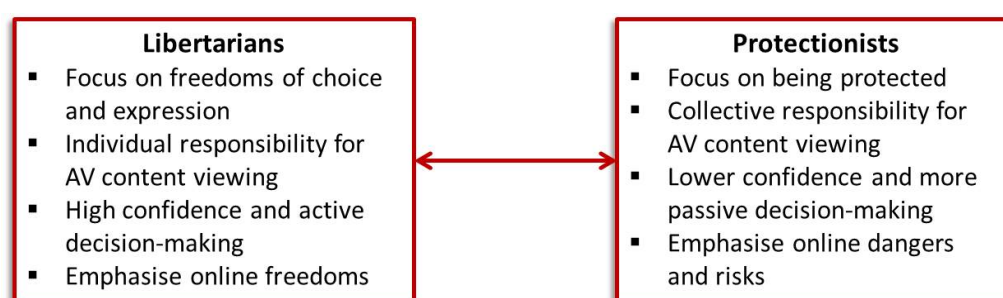 Libertarians
▪ Focus on freedoms of choice
and expression
▪ Individual responsibility for
AV content viewing
▪ High confidence and active
decision-making
▪ Emphasise online freedoms
Protectionists
▪ Focus on being protected
▪ Collective responsibility for
AV content viewing
▪ Lower confidence and more
passive decision-making
▪ Emphasise online dangers
and risks